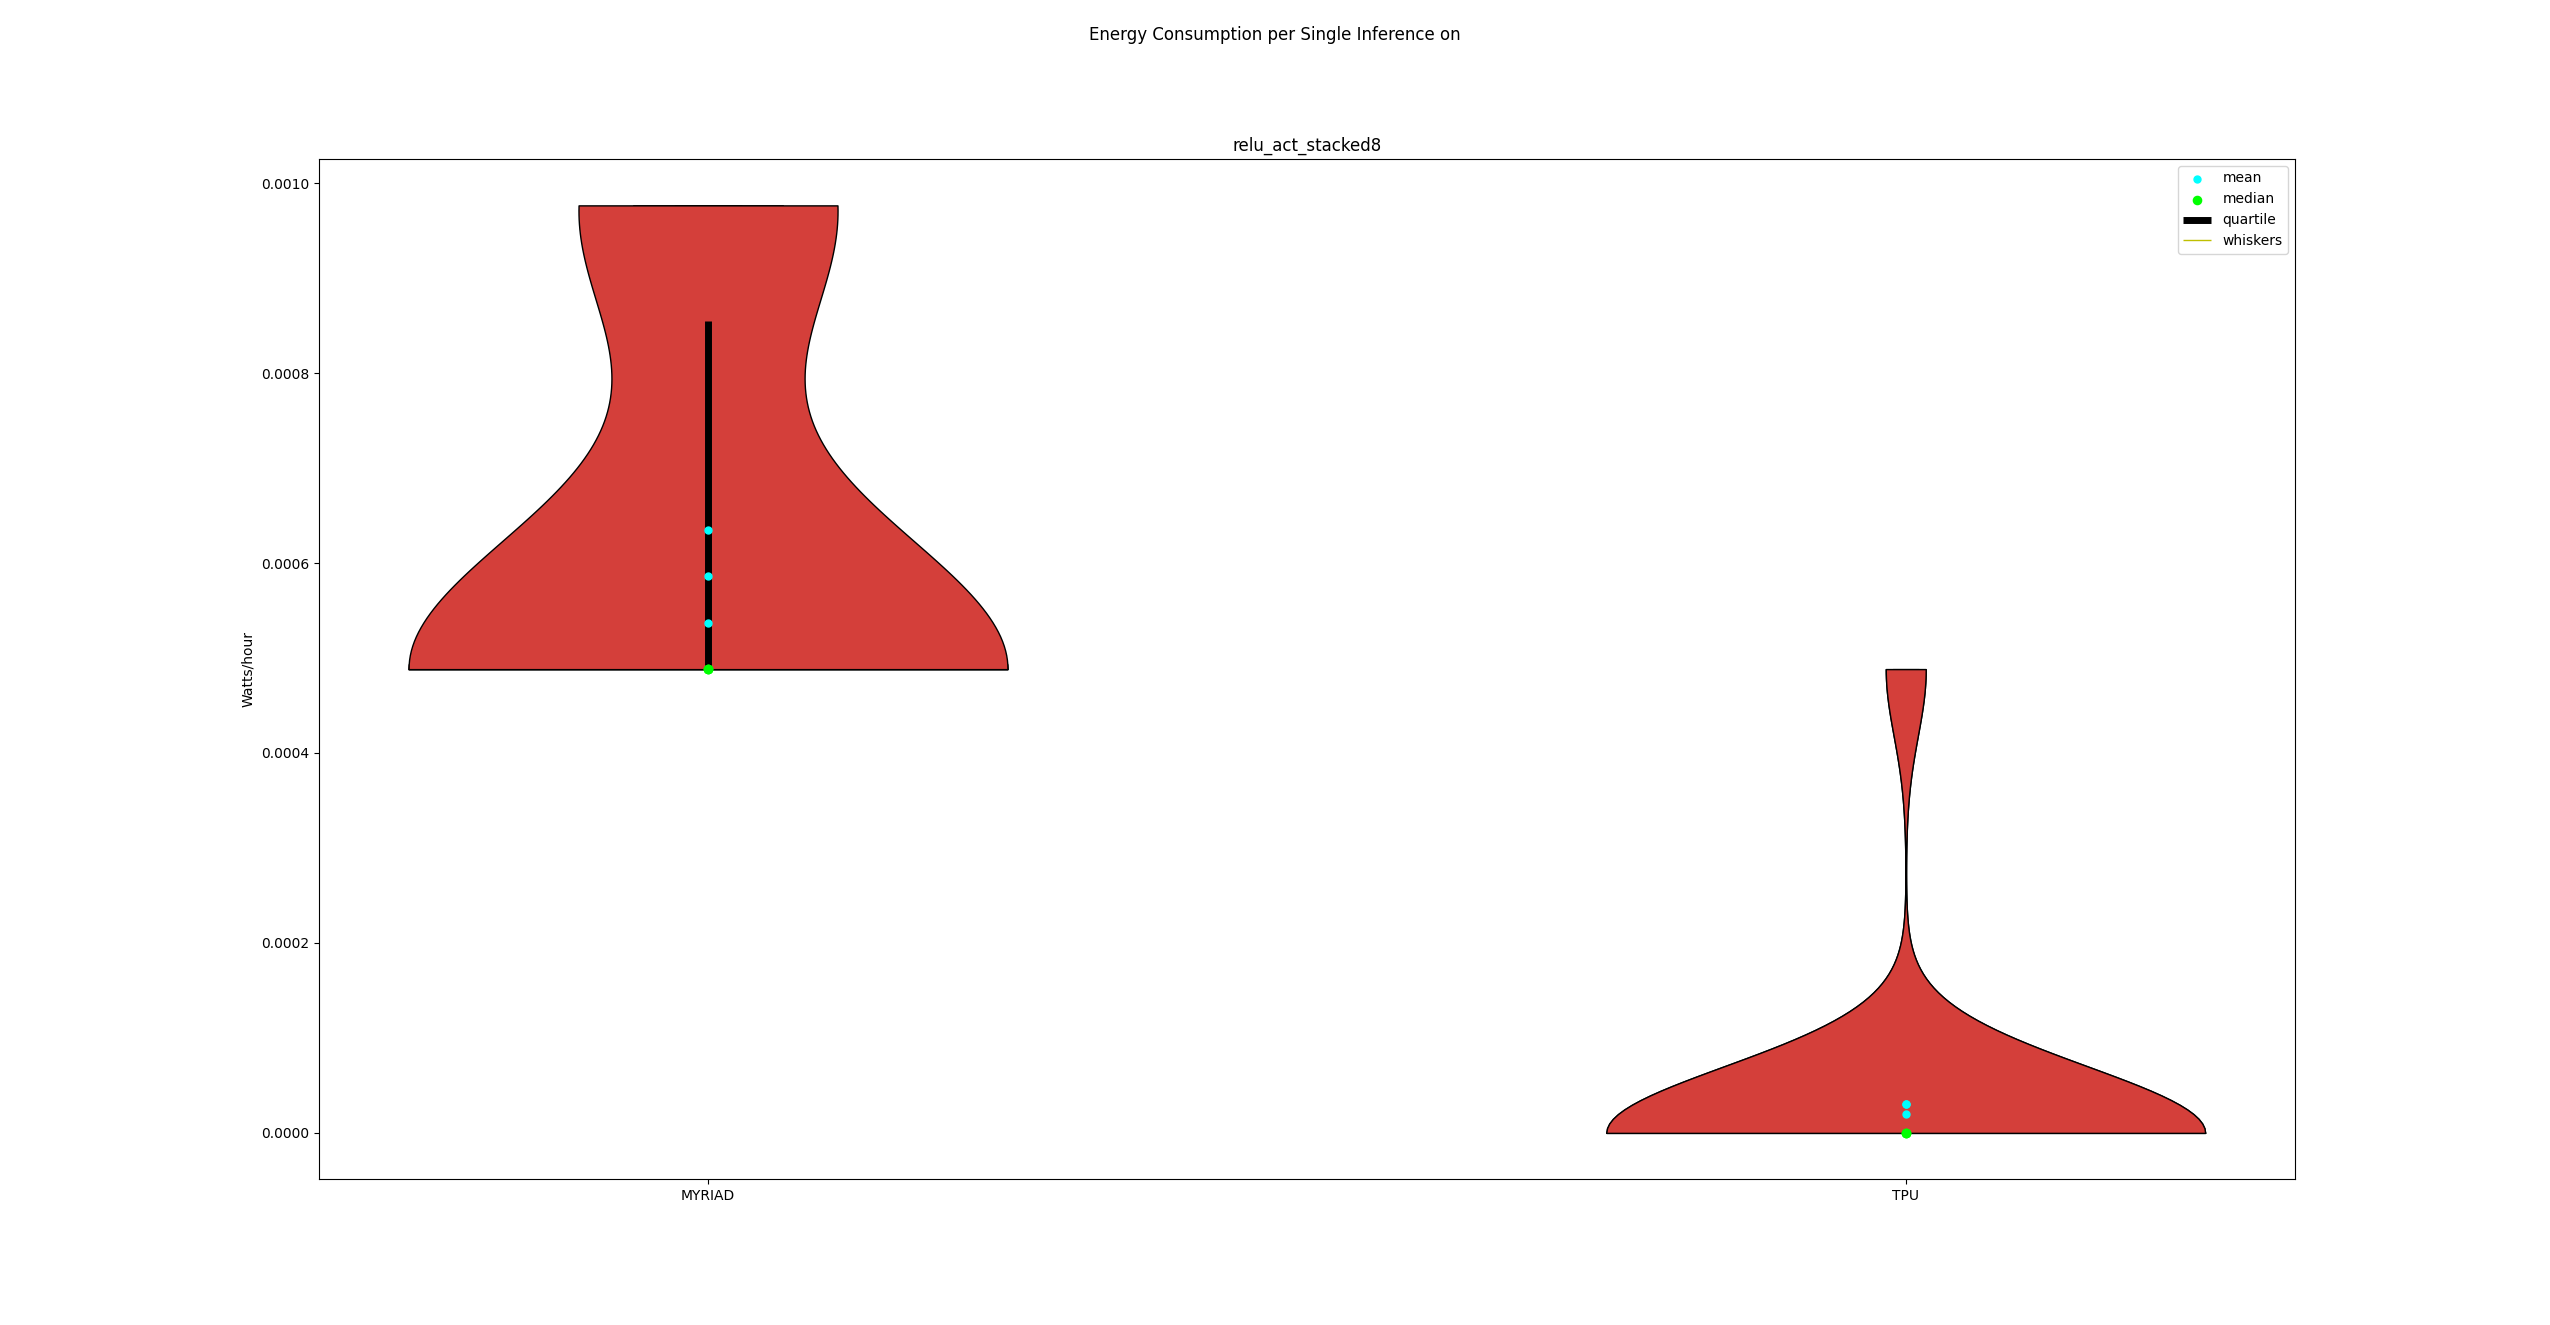 Energy Consumption per Single Inference on
relu_act_stacked8
0.0010
0.0008
0.0006
0.0004
0.0002
0.0000
Watts/hour
mean
median
quartile
whiskers
MYRIAD
TPU